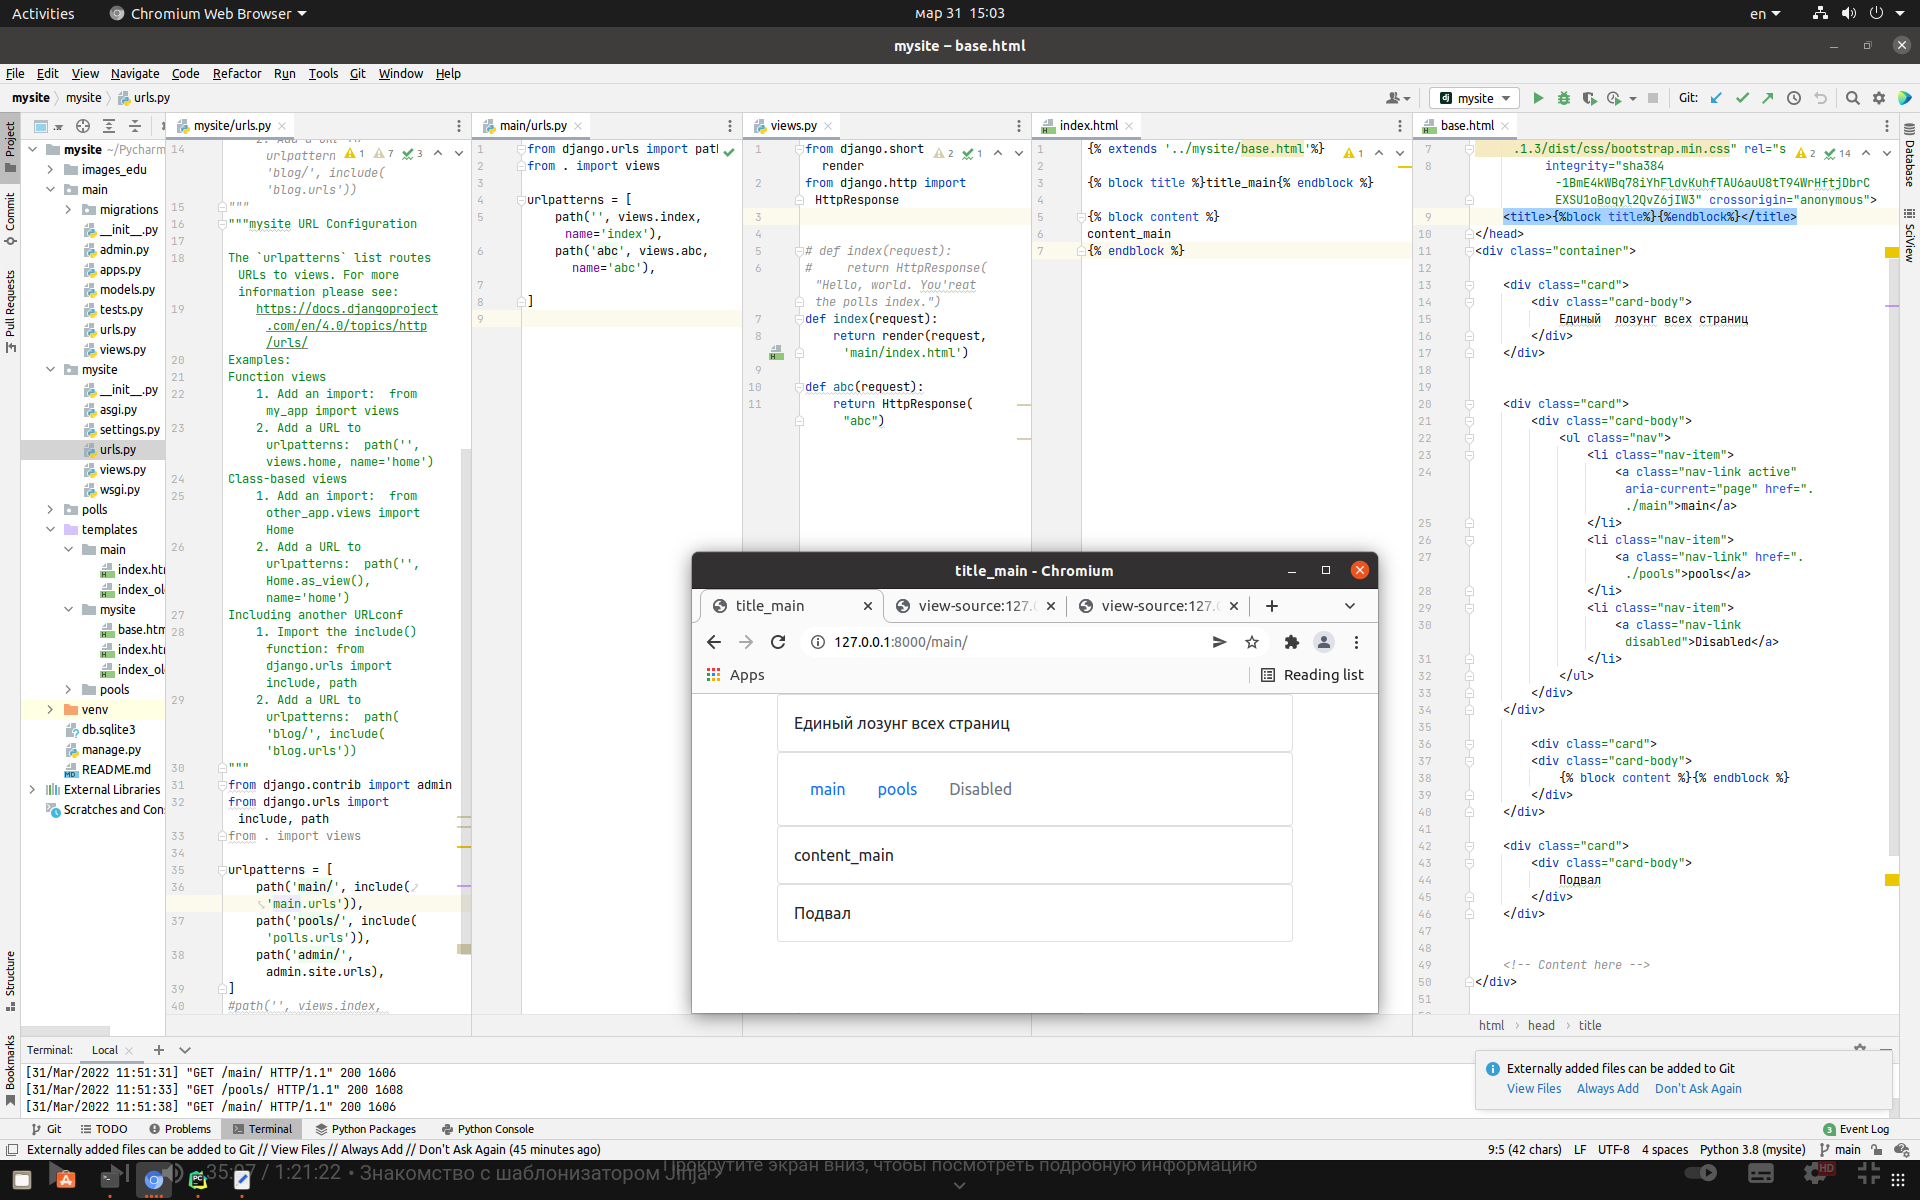 Activities
Chromium Web Browser
мар 31 15:03
en
mysite – base.html
File Edit View Navigate Code Refactor Run Tools Git Window Help
mysite mysite urls.py
mysite
Git:
Project
Commit
Pull Requests
Structure
Bookmarks
Database
SciView
mysite ~/Pycharm
images_edu
main
migrations
__init__.py
admin.py
apps.py
models.py
tests.py
urls.py
views.py
mysite
__init__.py
asgi.py
settings.py
urls.py
views.py
wsgi.py
polls
templates
main
index.htm
index_ol
mysite
base.htm
index.htm
index_ol
pools
venv
db.sqlite3
manage.py
README.md
External Libraries
Scratches and Con
mysite/urls.py
1 7 3
14
urlpattern
'blog/', include(
'blog.urls'))
15 """
16 """mysite URL Configuration
17
18 The `urlpatterns` list routes
URLs to views. For more
information please see:
19 https://docs.djangoproject
.com/en/4.0/topics/http
/urls/
20 Examples:
21 Function views
22 1. Add an import:  from
my_app import views
23 2. Add a URL to
urlpatterns:  path('',
views.home, name='home')
24 Class-based views
25 1. Add an import:  from
other_app.views import
Home
26 2. Add a URL to
urlpatterns:  path('',
Home.as_view(),
name='home')
27 Including another URLconf
28 1. Import the include()
function: from
django.urls import
include, path
29 2. Add a URL to
urlpatterns:  path(
'blog/', include(
'blog.urls'))
30 """
31 from django.contrib import admin
32 from django.urls import
include, path
33 from . import views
34
35 urlpatterns = [
36 path('main/', include(
'main.urls')),
37 path('pools/', include(
'polls.urls')),
38 path('admin/',
admin.site.urls),
39 ]
40 #path('', views.index,
main/urls.py
1 from django.urls import path
2 from . import views
3
4 urlpatterns = [
5 path('', views.index,
name='index'),
6 path('abc', views.abc,
name='abc'),
7
8 ]
9
views.py
2 1
1 from django.short
render
2 from django.http import
HttpResponse
3
4
5 # def index(request):
6 #     return HttpResponse(
"Hello, world. You'reat
the polls index.")
7 def index(request):
8 return render(request,
'main/index.html')
9
10 def abc(request):
11 return HttpResponse(
"abc")
index.html
1
1 {% extends '../mysite/base.html'%}
2
3 {% block title %}title_main{% endblock %}
4
5 {% block content %}
6 content_main
7 {% endblock %}
base.html
2 14
7 .1.3/dist/css/bootstrap.min.css" rel="s
8 integrity="sha384
-1BmE4kWBq78iYhFldvKuhfTAU6auU8tT94WrHftjDbrC
EXSU1oBoqyl2QvZ6jIW3" crossorigin="anonymous">
9 <title>{%block title%}{%endblock%}</title>
10 </head>
11 <div class="container">
12
13 <div class="card">
14 <div class="card-body">
15 Единый  лозунг всех страниц
16 </div>
17 </div>
18
19
20 <div class="card">
21 <div class="card-body">
22 <ul class="nav">
23 <li class="nav-item">
24 <a class="nav-link active"
aria-current="page" href=".
./main">main</a>
25 </li>
26 <li class="nav-item">
27 <a class="nav-link" href=".
./pools">pools</a>
28 </li>
29 <li class="nav-item">
30 <a class="nav-link
disabled">Disabled</a>
31 </li>
32 </ul>
33 </div>
34 </div>
35
36 <div class="card">
37 <div class="card-body">
38 {% block content %}{% endblock %}
39 </div>
40 </div>
41
42 <div class="card">
43 <div class="card-body">
44 Подвал
45 </div>
46 </div>
47
48
49 <!-- Content here -->
50 </div>
51
html head title
title_main - Chromium
title_main
view-source:127.0
view-source:127.0
127.0.0.1:8000/main/
Apps
Reading list
Единый лозунг всех страниц
main pools Disabled
content_main
Подвал
Terminal: Local
[31/Mar/2022 11:51:31] "GET /main/ HTTP/1.1" 200 1606
[31/Mar/2022 11:51:33] "GET /pools/ HTTP/1.1" 200 1608
[31/Mar/2022 11:51:38] "GET /main/ HTTP/1.1" 200 1606
Externally added files can be added to Git
View Files Always Add Don't Ask Again
Git TODO Problems Terminal Python Packages Python Console
3 Event Log
Externally added files can be added to Git // View Files // Always Add // Don't Ask Again (45 minutes ago)
9:5 (42 chars) LF UTF-8 4 spaces Python 3.8 (mysite) main
35:07 / 1:21:22 • Знакомство с шаблонизатором Jinja
Прокрутите экран вниз, чтобы посмотреть подробную информацию
HD